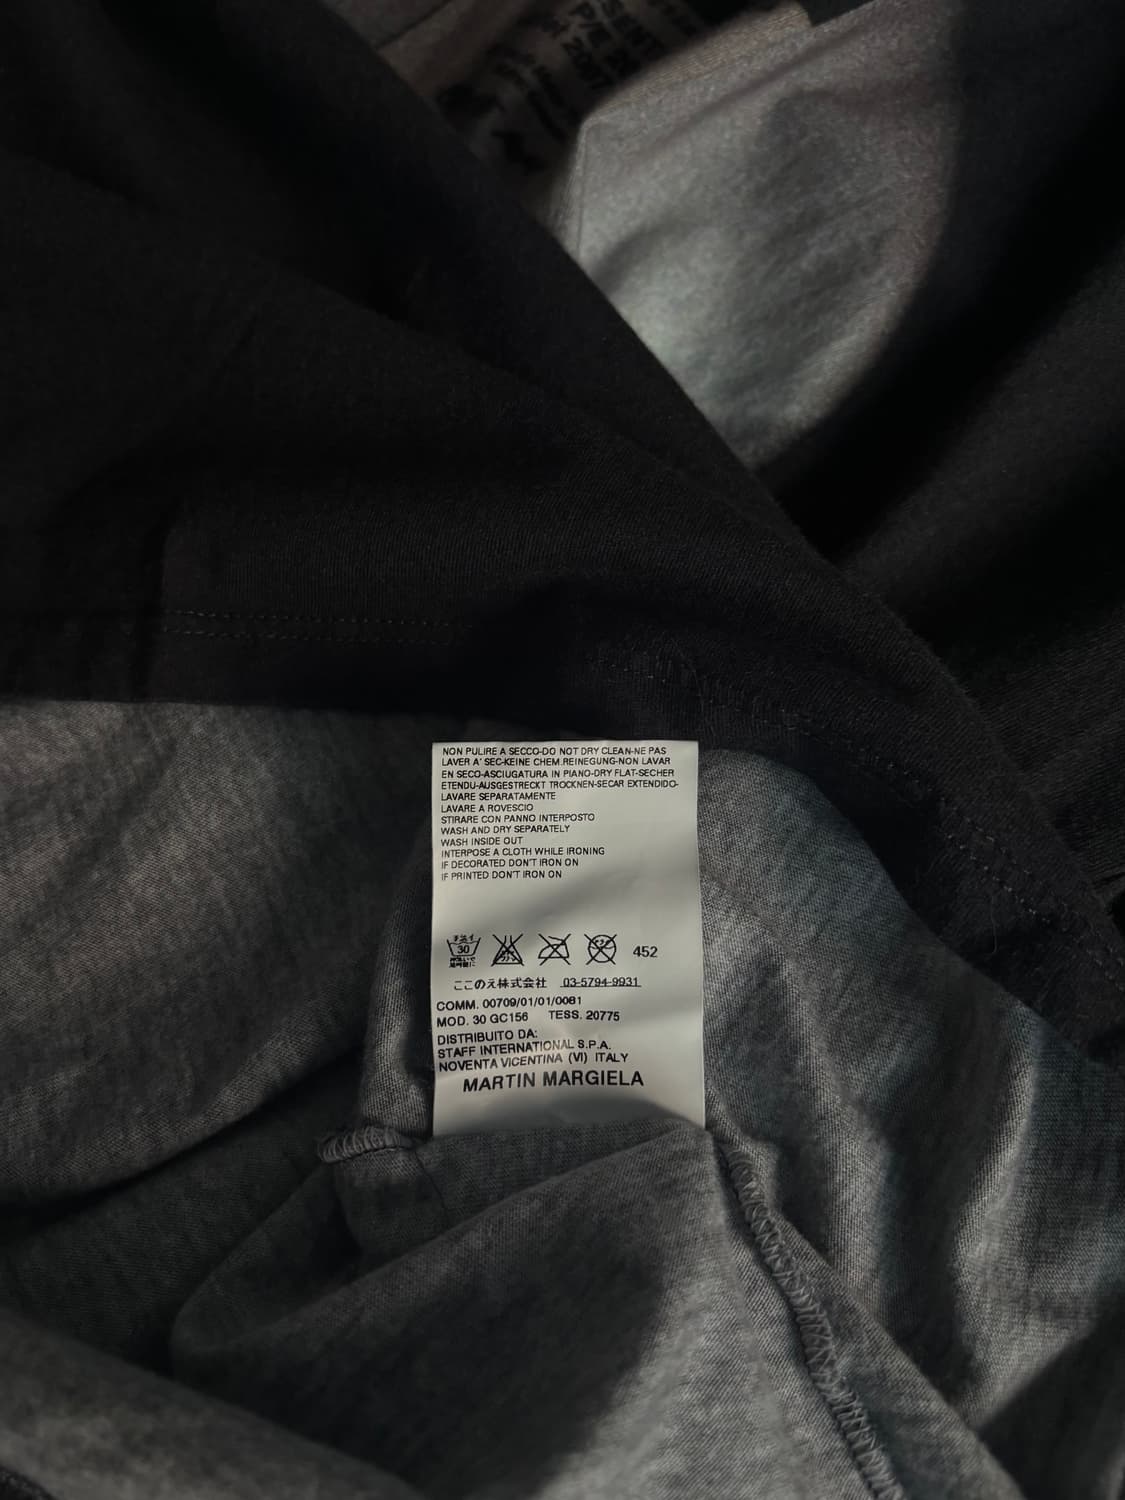 NON PULIRE A SECCO-DO NOT DRY CLEAN-NE PAS
LAVER A' SEC-KEINE CHEM.REINEGUNG-NON LAVAR
EN SECO-ASCIUGATURA IN PIANO-DRY FLAT-SECHER
ETENDU-AUSGESTRECKT TROCKNEN-SECAR EXTENDIDO-
LAVARE SEPARATAMENTE
LAVARE A ROVESCIO
STIRARE CON PANNO INTERPOSTO
WASH AND DRY SEPARATELY
WASH INSIDE OUT
INTERPOSE A CLOTH WHILE IRONING
IF DECORATED DON'T IRON ON
IF PRINTED DON'T IRON ON
30 452
ここのえ株式会社 03-5794-9931
COMM. 00709/01/01/0081
MOD. 30 GC156 TESS. 20775
DISTRIBUITO DA:
STAFF INTERNATIONAL S.P.A.
NOVENTA VICENTINA (VI) ITALY
MARTIN MARGIELA